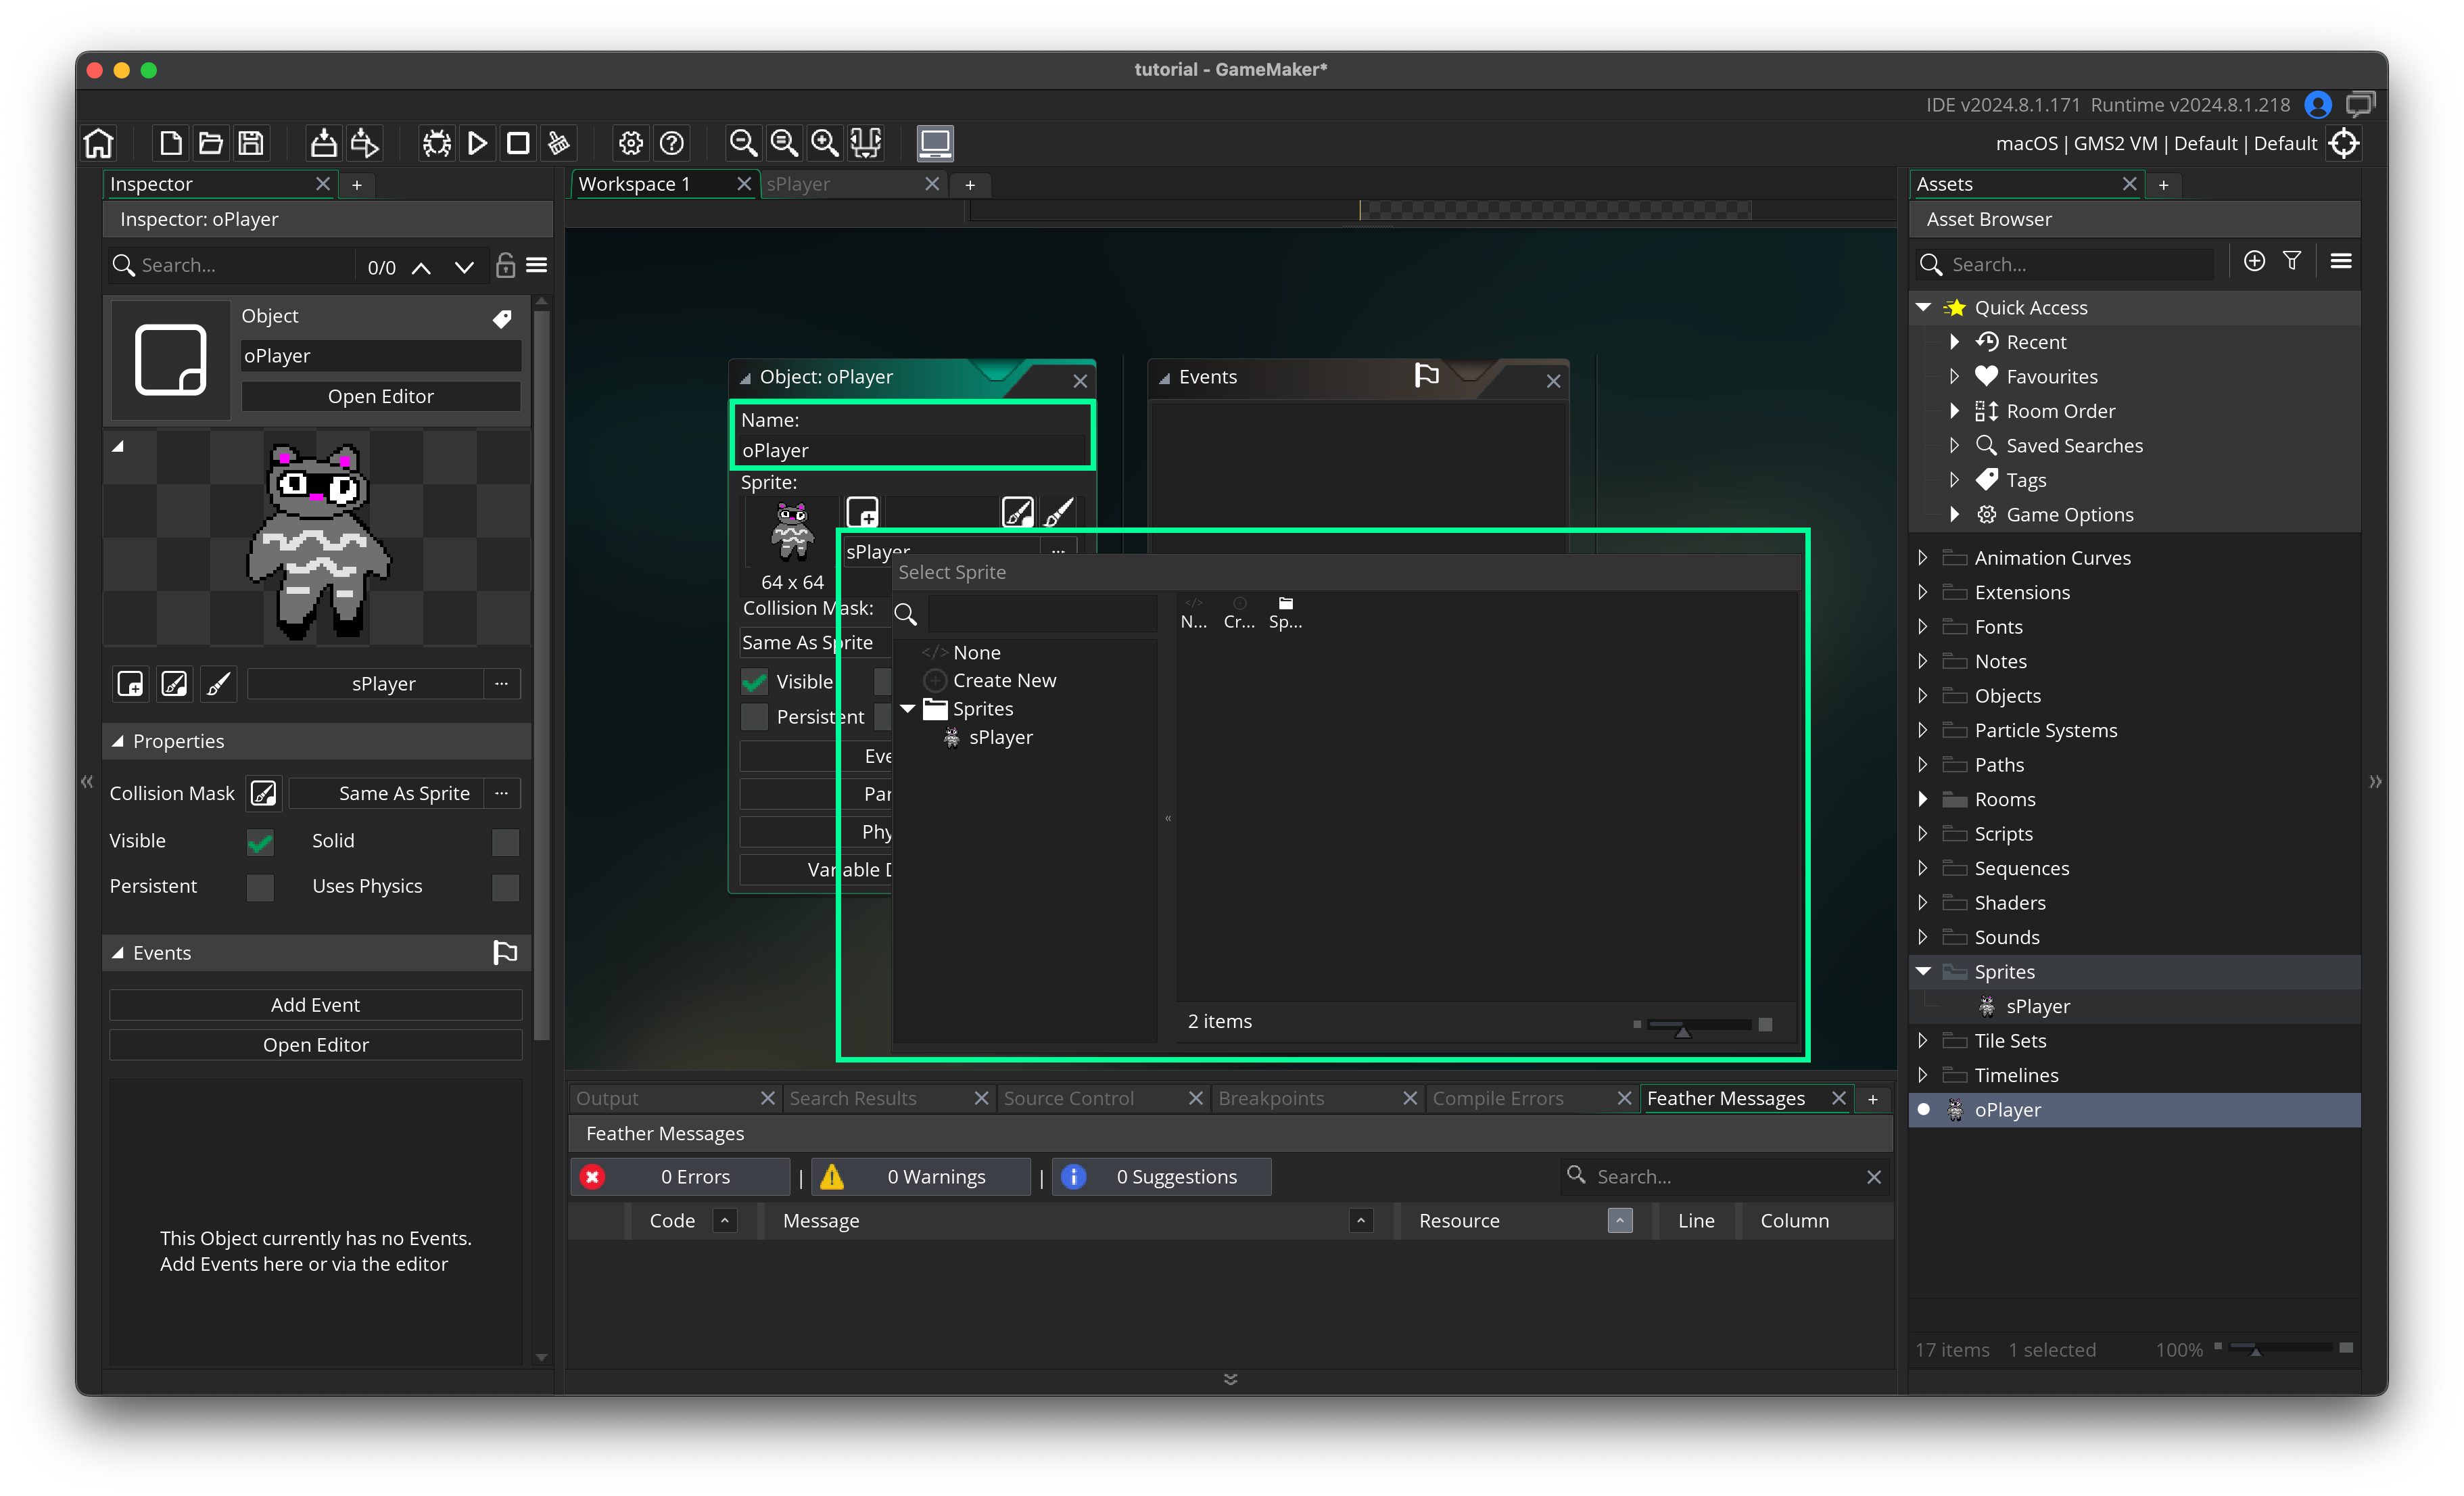 tutorial - GameMaker*
IDE v2024.8.1.171 Runtime v2024.8.1.218
macOS | GMS2 VM | Default | Default
Inspector
Inspector: oPlayer
Search...
0/0
Object
oPlayer
Open Editor
sPlayer
...
Properties
Collision Mask
Same As Sprite
...
Visible
Solid
Persistent
Uses Physics
Events
Add Event
Open Editor
This Object currently has no Events.
Add Events here or via the editor
Workspace 1
sPlayer
Object: oPlayer
Name:
oPlayer
Sprite:
sPlayer
...
64 x 64
Collision Mask:
Same As Sprite
Visible
Persistent
Eve
Par
Phy
Variable D
Events
Select Sprite
None
Create New
Sprites
sPlayer
N...
Cr...
Sp...
2 items
Output
Search Results
Source Control
Breakpoints
Compile Errors
Feather Messages
Feather Messages
0 Errors
|
0 Warnings
|
0 Suggestions
Search...
Code
Message
Resource
Line
Column
Assets
Asset Browser
Search...
Quick Access
Recent
Favourites
Room Order
Saved Searches
Tags
Game Options
Animation Curves
Extensions
Fonts
Notes
Objects
Particle Systems
Paths
Rooms
Scripts
Sequences
Shaders
Sounds
Sprites
sPlayer
Tile Sets
Timelines
oPlayer
17 items 1 selected 100%